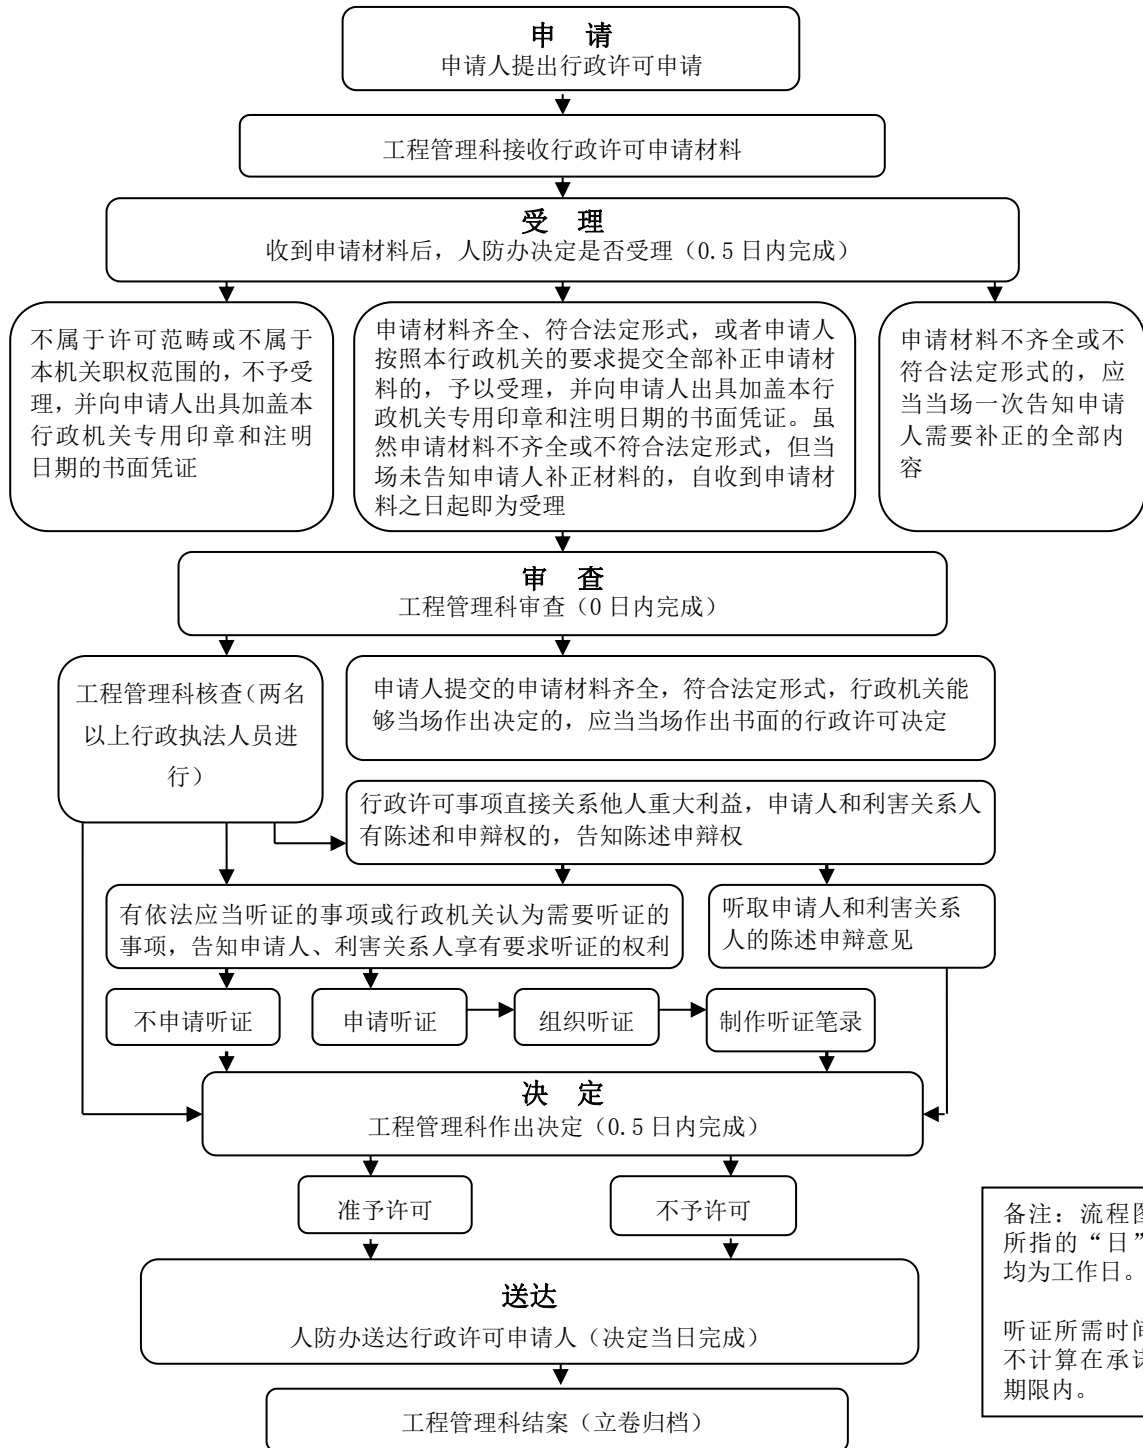 申 请
申请人提出行政许可申请
工程管理科接收行政许可申请材料
受 理
收到申请材料后，人防办决定是否受理（0.5 日内完成）
不属于许可范畴或不属于
本机关职权范围的，不予受
理，并向申请人出具加盖本
行政机关专用印章和注明
日期的书面凭证
申请材料齐全、符合法定形式，或者申请人
按照本行政机关的要求提交全部补正申请材
料的，予以受理，并向申请人出具加盖本行
政机关专用印章和注明日期的书面凭证。虽
然申请材料不齐全或不符合法定形式，但当
场未告知申请人补正材料的，自收到申请材
料之日起即为受理
申请材料不齐全或不
符合法定形式的，应
当当场一次告知申请
人需要补正的全部内
容
审 查
工程管理科审查（0 日内完成）
工程管理科核查（两名
以上行政执法人员进
行）
申请人提交的申请材料齐全，符合法定形式，行政机关能
够当场作出决定的，应当当场作出书面的行政许可决定
行政许可事项直接关系他人重大利益，申请人和利害关系人
有陈述和申辩权的，告知陈述申辩权
有依法应当听证的事项或行政机关认为需要听证的
事项，告知申请人、利害关系人享有要求听证的权利
听取申请人和利害关系
人的陈述申辩意见
不申请听证
申请听证
组织听证
制作听证笔录
决 定
工程管理科作出决定（0.5 日内完成）
准予许可
不予许可
送达
人防办送达行政许可申请人（决定当日完成）
工程管理科结案（立卷归档）
备注：流程图
所指的“日”
均为工作日。
听证所需时间
不计算在承诺
期限内。